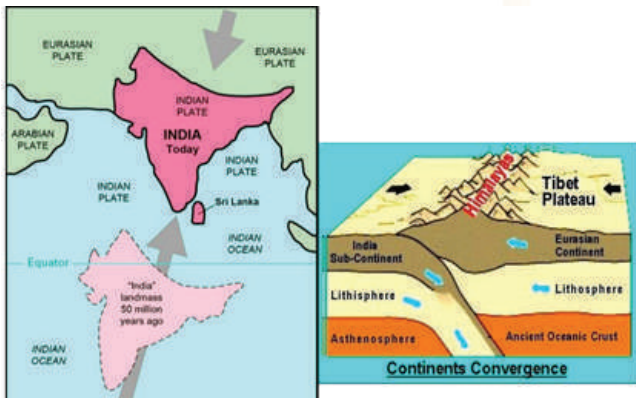 EURASIAN
PLATE
EURASIAN
PLATE
INDIAN
PLATE
ARABIAN
PLATE
INDIA
Today
INDIAN
PLATE
INDIAN
PLATE
Sri Lanka
INDIAN
OCEAN
Equator
"India"
landmass
50 million
years ago
INDIAN
OCEAN
Himalayas
Tibet
Plateau
India
Sub-Continent
Eurasian
Continent
Lithisphere
Lithosphere
Asthenosphere
Ancient Oceanic Crust
Continents Convergence